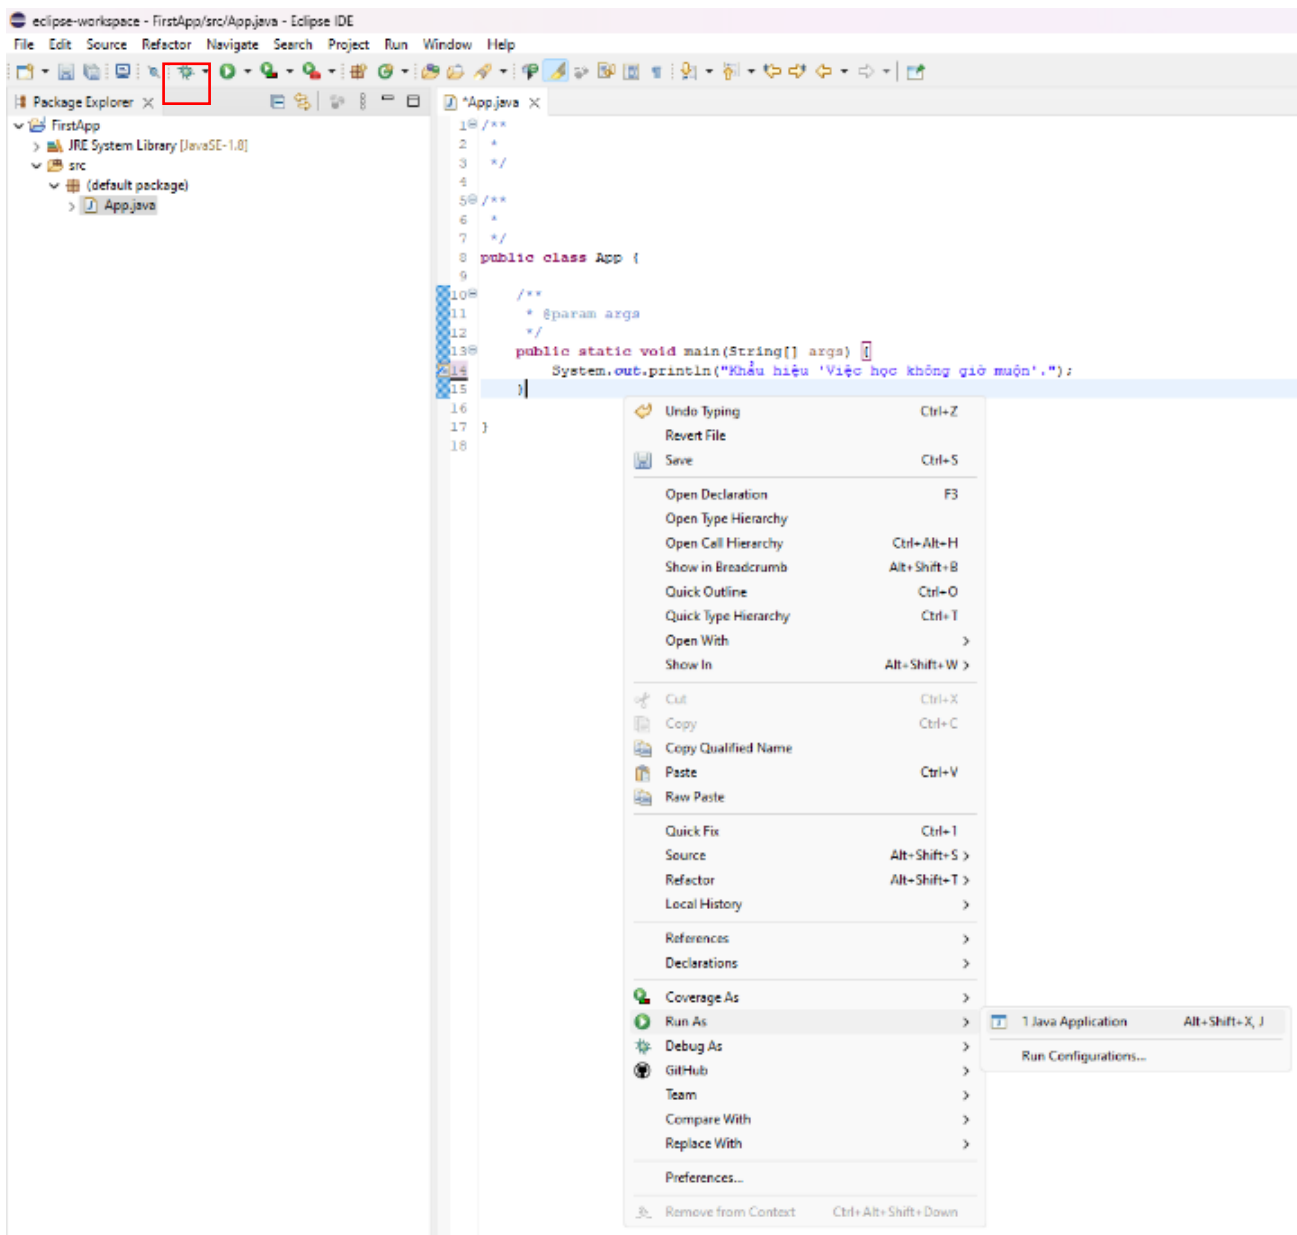 eclipse-workspace - FirstApp/src/App.java - Eclipse IDE
File Edit Source Refactor Navigate Search Project Run Window Help
Package Explorer
*App.java
FirstApp
JRE System Library [JavaSE-1.8]
src
(default package)
App.java
1 /**
2 *
3 */
4
5 /**
6 *
7 */
8 public class App {
9
10 /**
11 * @param args
12 */
13 public static void main(String[] args) {
14 System.out.println("Khẩu hiệu 'Việc học không giờ muộn'.");
15 }
16
17 }
18
Undo Typing Ctrl+Z
Revert File
Save Ctrl+S
Open Declaration F3
Open Type Hierarchy
Open Call Hierarchy Ctrl+Alt+H
Show in Breadcrumb Alt+Shift+B
Quick Outline Ctrl+O
Quick Type Hierarchy Ctrl+T
Open With >
Show In Alt+Shift+W >
Cut Ctrl+X
Copy Ctrl+C
Copy Qualified Name
Paste Ctrl+V
Raw Paste
Quick Fix Ctrl+1
Source Alt+Shift+S >
Refactor Alt+Shift+T >
Local History >
References >
Declarations >
Coverage As >
Run As >
1 Java Application Alt+Shift+X, J
Run Configurations...
Debug As >
GitHub >
Team >
Compare With >
Replace With >
Preferences...
Remove from Context Ctrl+Alt+Shift+Down